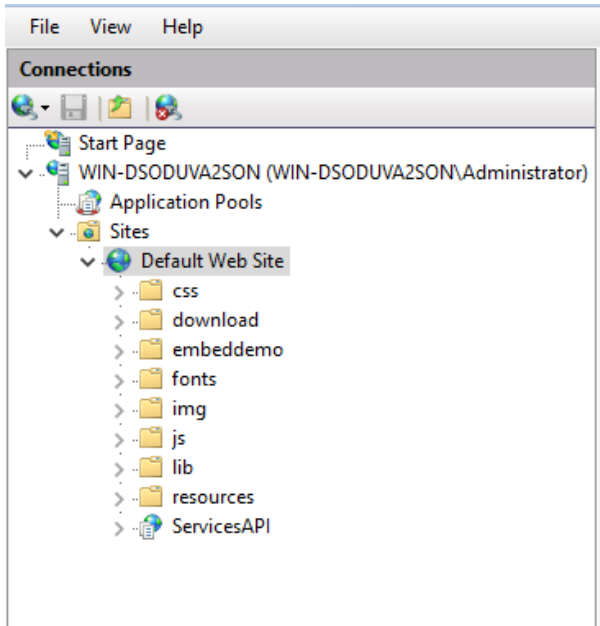 File View Help
Connections
Start Page
WIN-DSODUVA2SON (WIN-DSODUVA2SON\Administrator)
Application Pools
Sites
Default Web Site
css
download
embeddemo
fonts
img
js
lib
resources
ServicesAPI